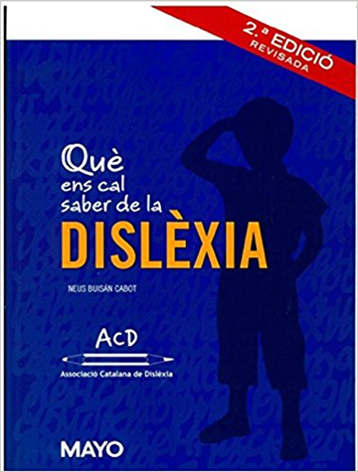 2.ª EDICIÓ
REVISADA
Què
ens cal
saber de la
DISLÈXIA
NEUS BUISÁN CABOT
ACD
Associació Catalana de Dislèxia
MAYO